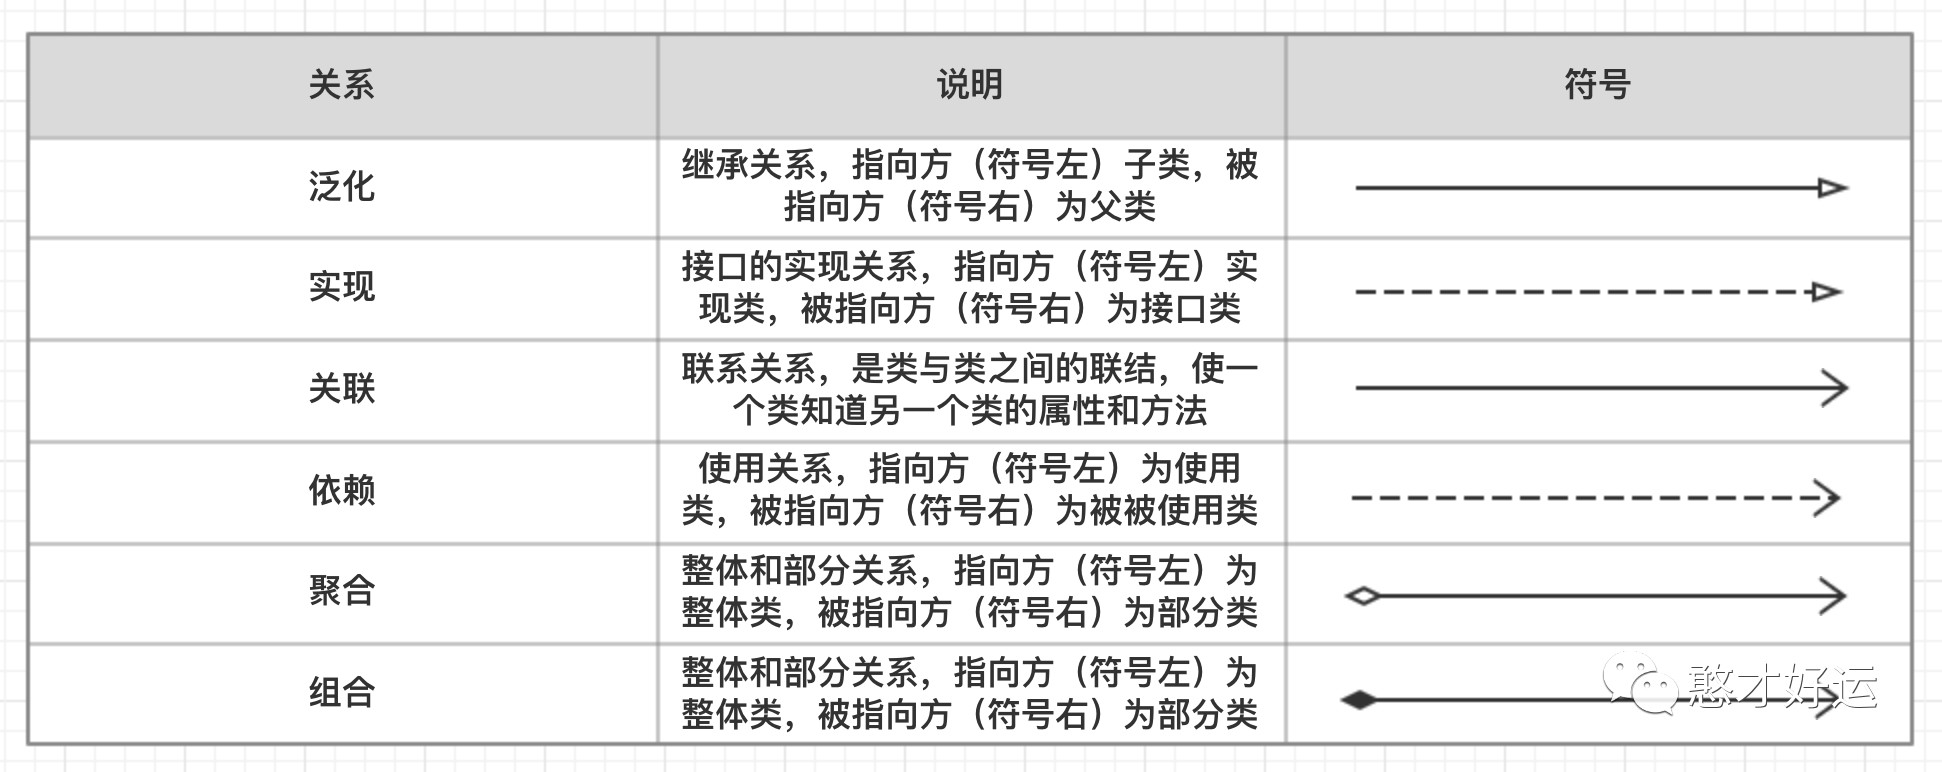 关系
说明
符号
泛化
继承关系，指向方（符号左）子类，被
指向方（符号右）为父类
实现
接口的实现关系，指向方（符号左）实
现类，被指向方（符号右）为接口类
关联
联系关系，是类与类之间的联结，使一
个类知道另一个类的属性和方法
依赖
使用关系，指向方（符号左）为使用
类，被指向方（符号右）为被被使用类
聚合
整体和部分关系，指向方（符号左）为
整体类，被指向方（符号右）为部分类
组合
整体和部分关系，指向方（符号左）为
整体类，被指向方（符号右）为部分类
憨才好运